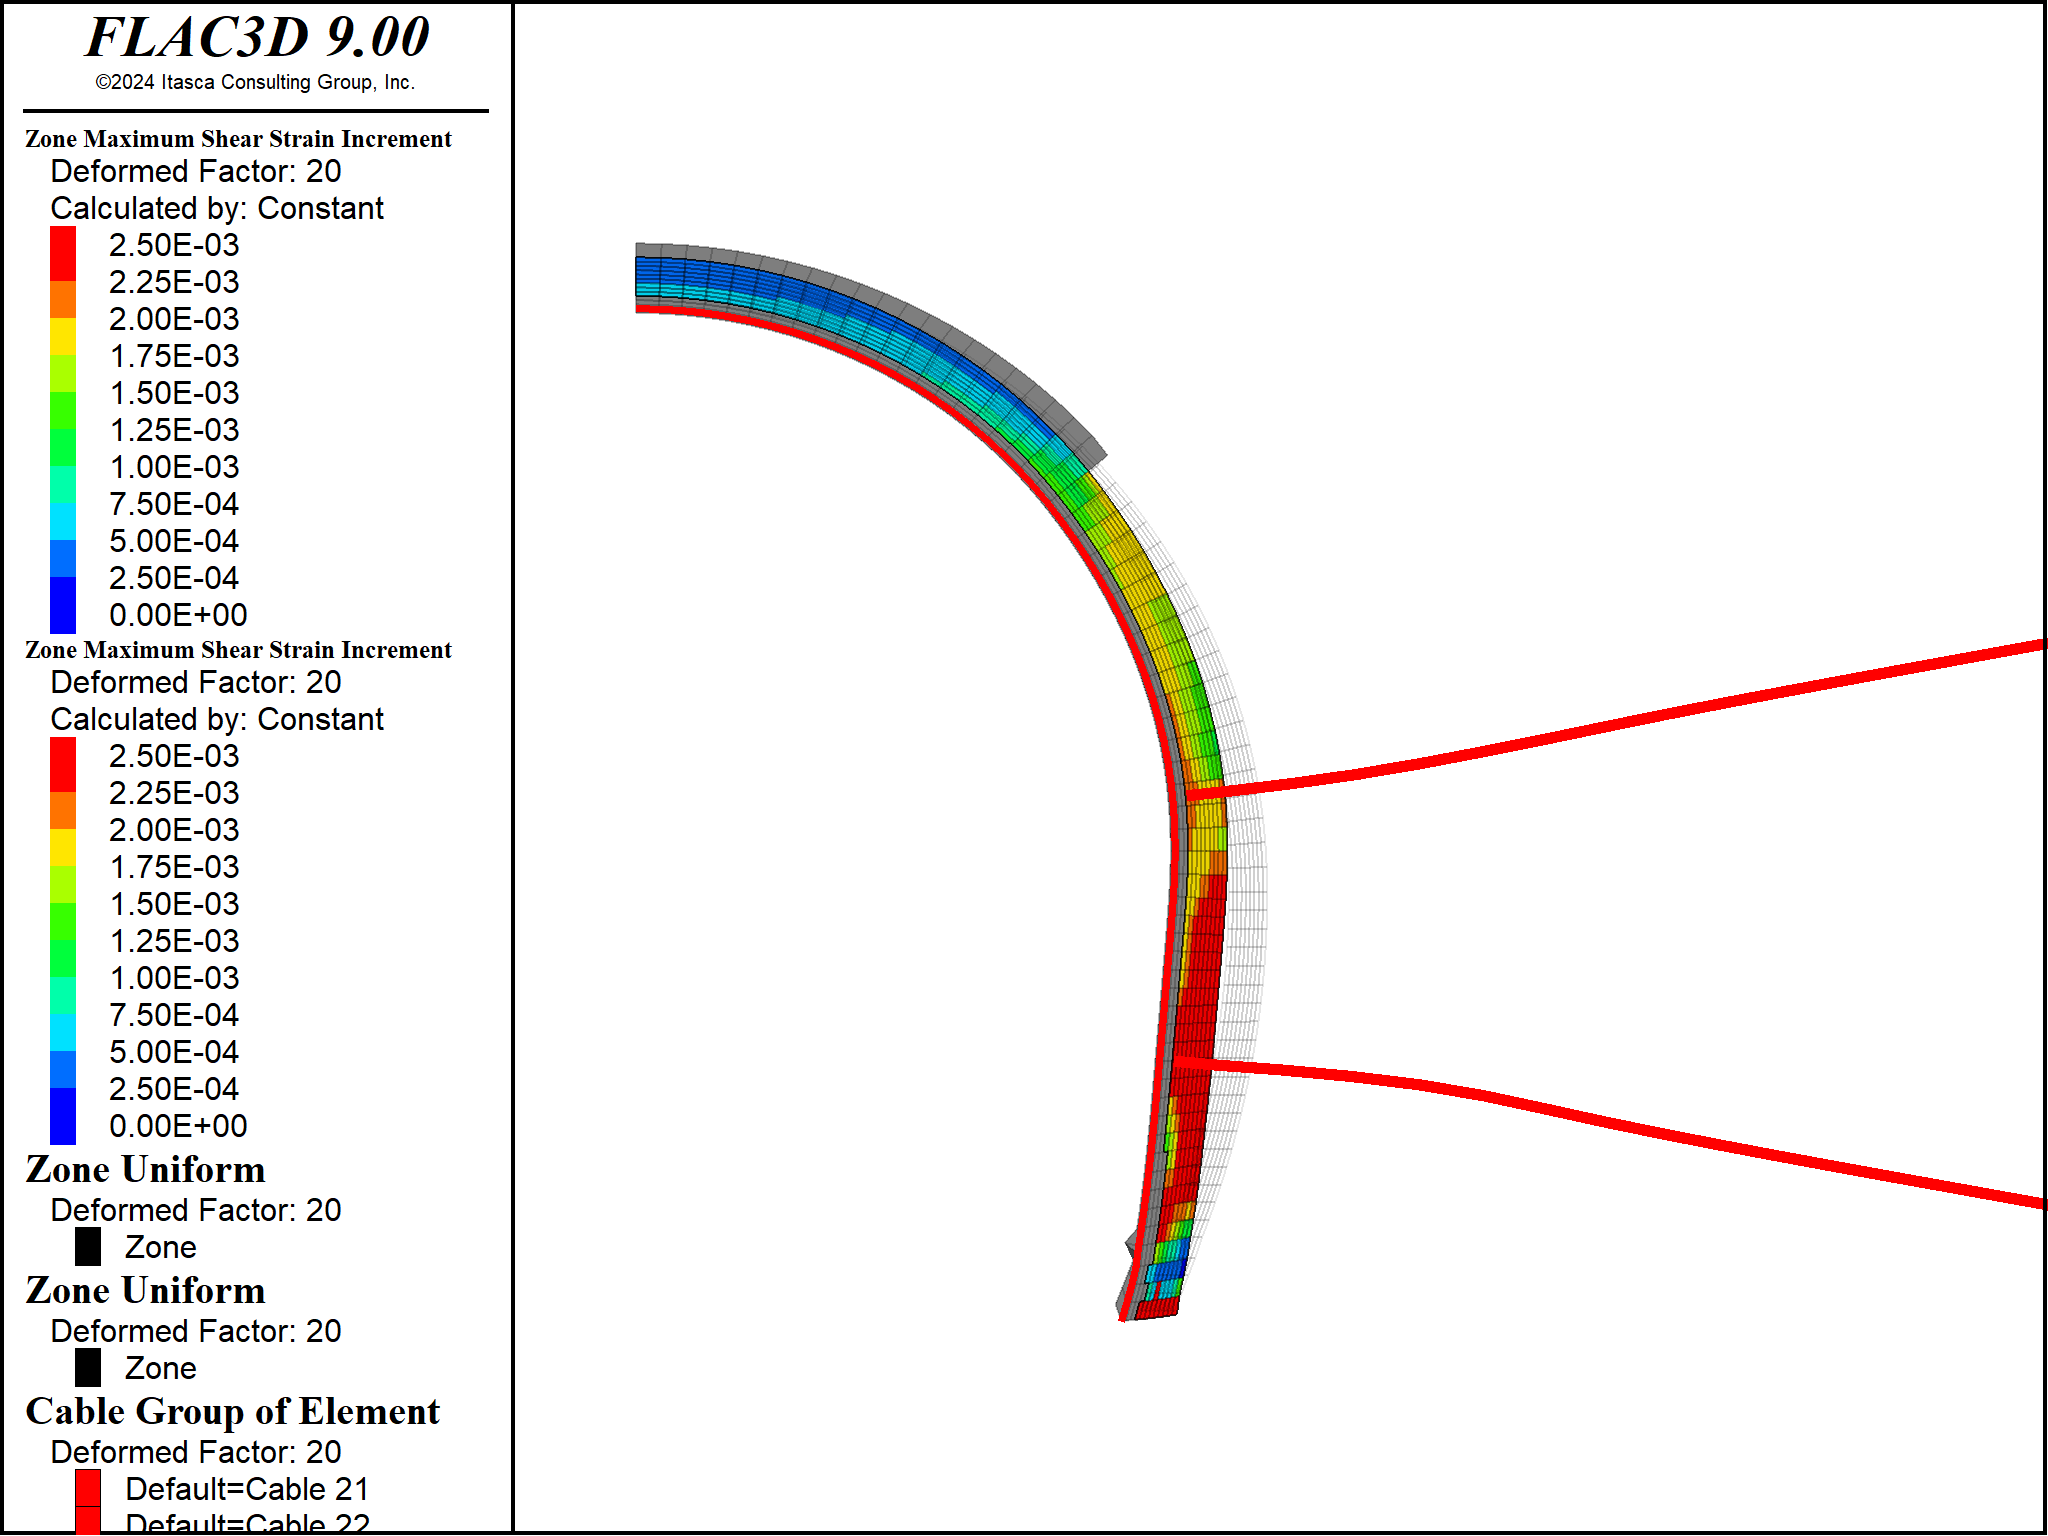 FLAC3D 9.00
©2024 Itasca Consulting Group, Inc.
Zone Maximum Shear Strain Increment
Deformed Factor: 20
Calculated by: Constant
2.50E-03
2.25E-03
2.00E-03
1.75E-03
1.50E-03
1.25E-03
1.00E-03
7.50E-04
5.00E-04
2.50E-04
0.00E+00
Zone Maximum Shear Strain Increment
Deformed Factor: 20
Calculated by: Constant
2.50E-03
2.25E-03
2.00E-03
1.75E-03
1.50E-03
1.25E-03
1.00E-03
7.50E-04
5.00E-04
2.50E-04
0.00E+00
Zone Uniform
Deformed Factor: 20
Zone
Zone Uniform
Deformed Factor: 20
Zone
Cable Group of Element
Deformed Factor: 20
Default=Cable 21
Default=Cable 22